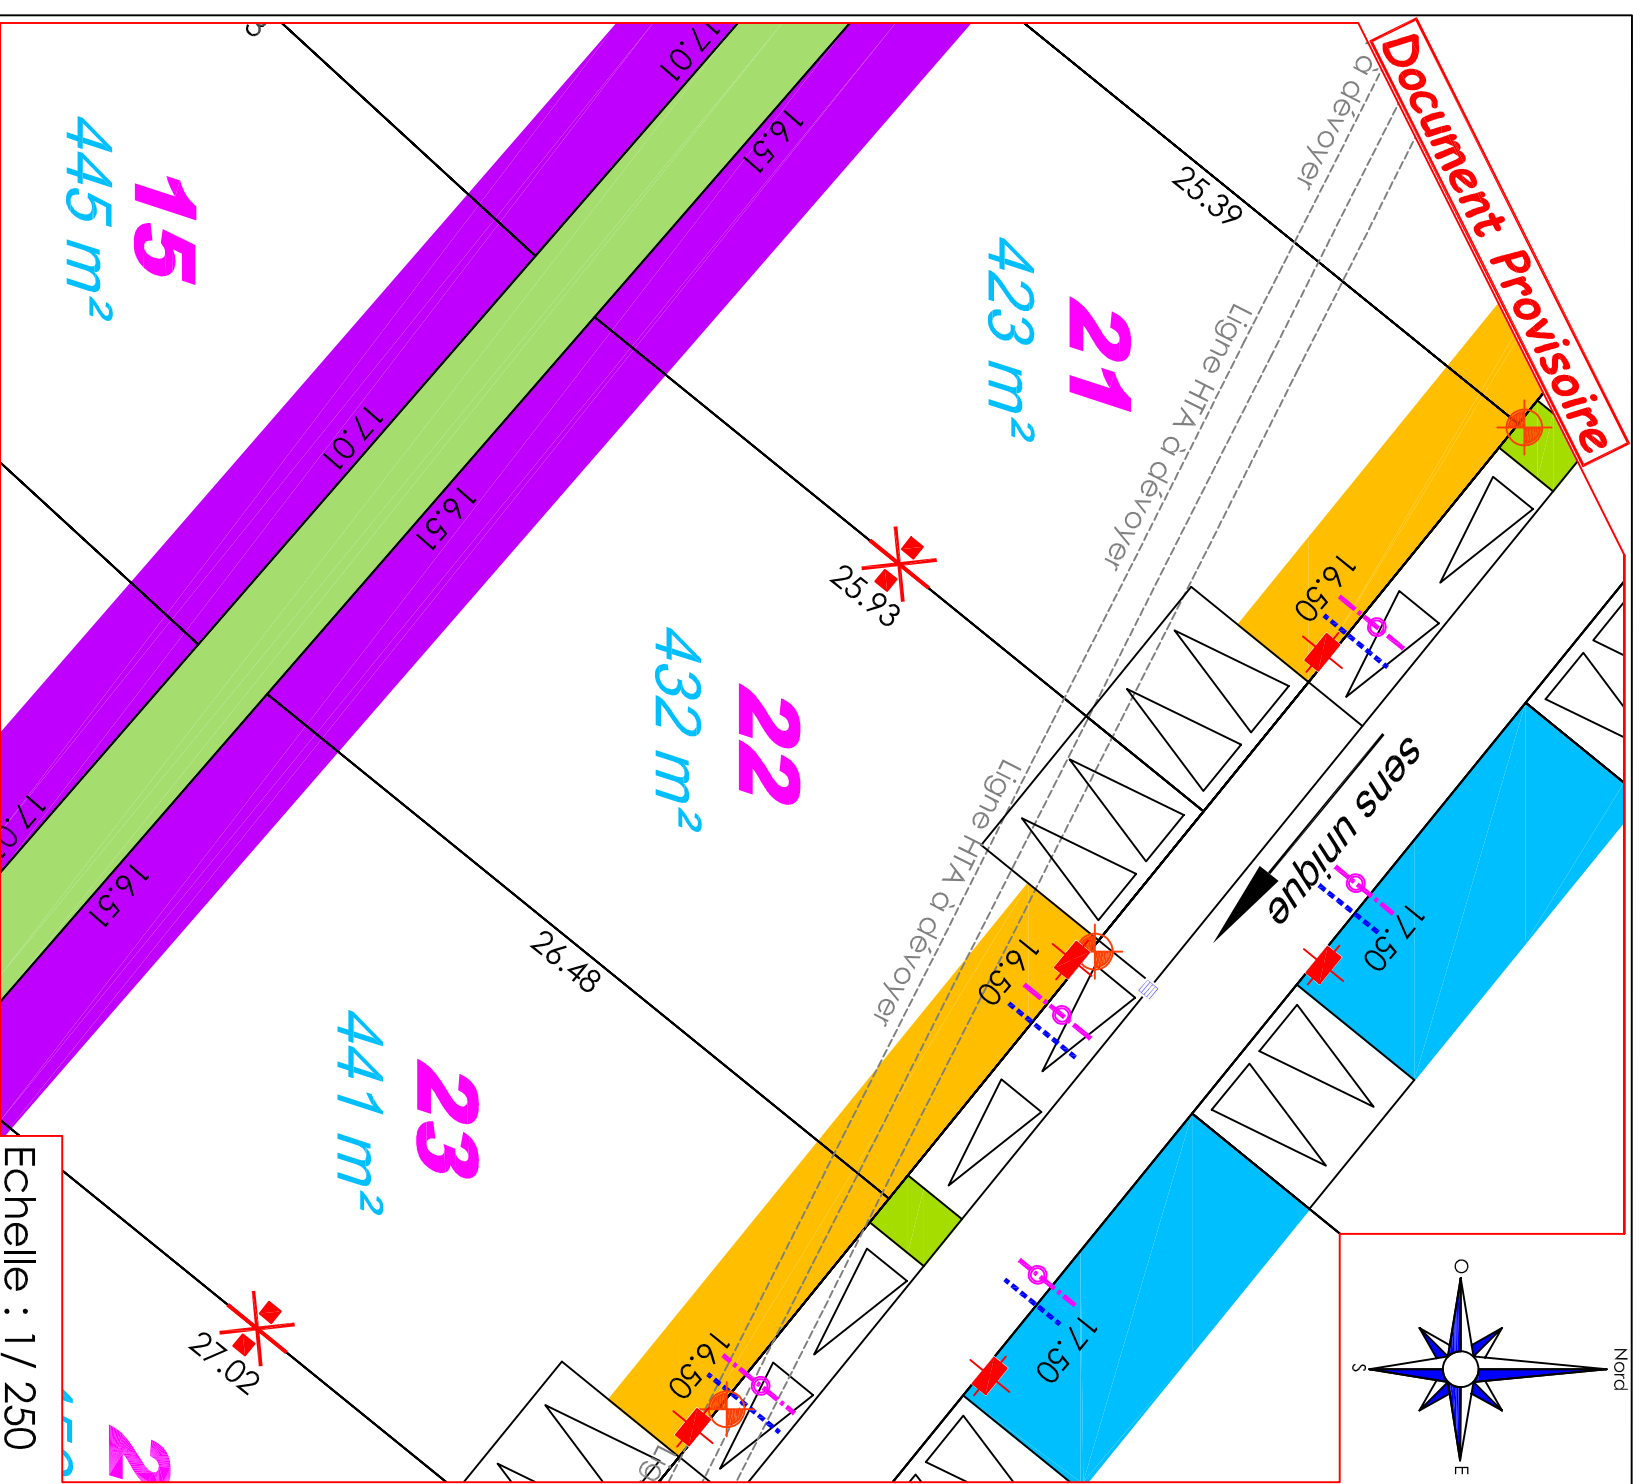 Document Provisoire
à dévoyer
25.39
17.01
16.51
15
445 m²
21
423 m²
Ligne HTA à dévoyer
16.50
17.01
16.51
25.93
22
432 m²
sens unique
17.50
Ligne HTA à dévoyer
16.50
16.51
26.48
23
441 m²
17.50
16.50
27.02
2
Echelle : 1/ 250
Nord
O
S
E